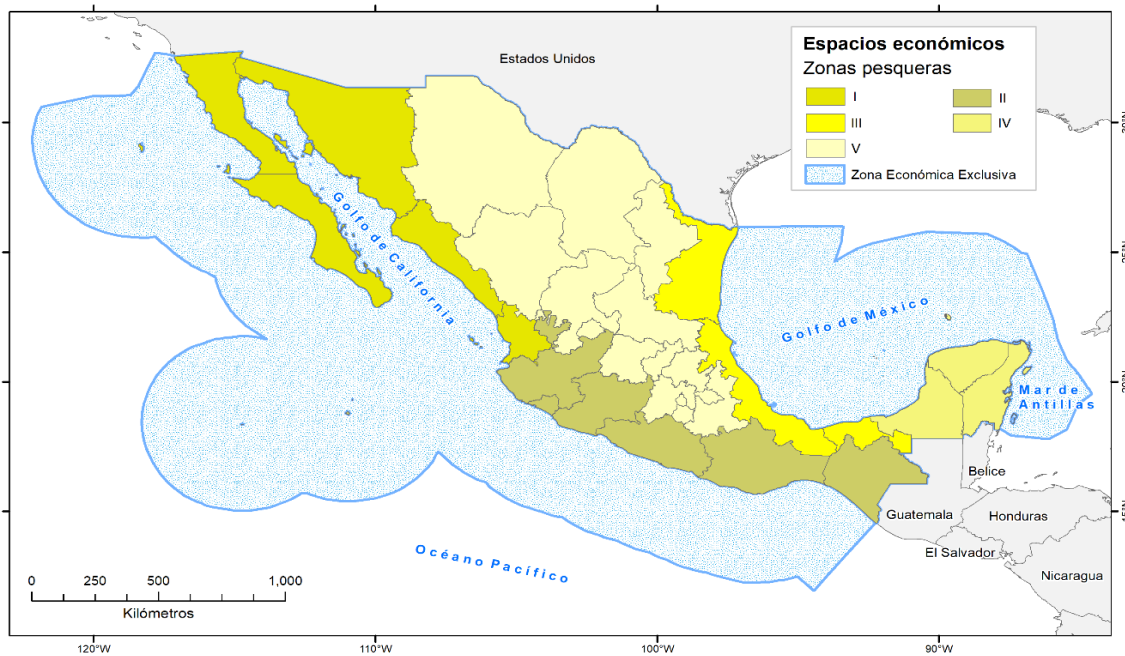 Espacios económicos
Zonas pesqueras
I
II
III
IV
V
Zona Económica Exclusiva
Estados Unidos
Golfo de California
Golfo de México
Mar de
Antillas
Belice
Guatemala
Honduras
El Salvador
Nicaragua
Océano Pacífico
0 250 500 1,000
Kilómetros
25°N
15°N
120°W 110°W 100°W 90°W